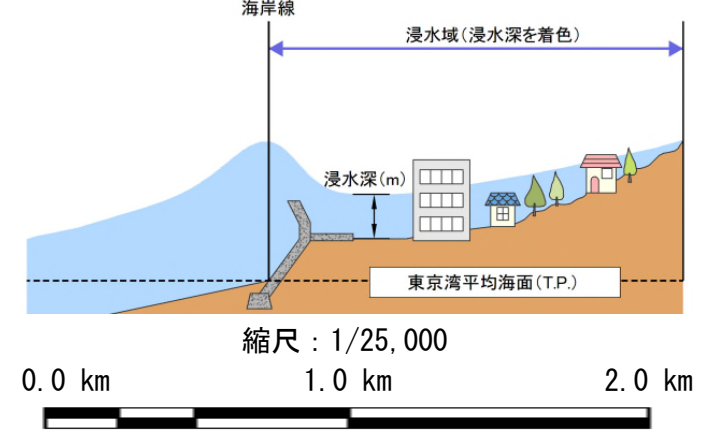 海岸線
浸水域(浸水深を着色)
浸水深(m)
東京湾平均海面(T.P.)
縮尺：1/25,000
0.0 km 1.0 km 2.0 km